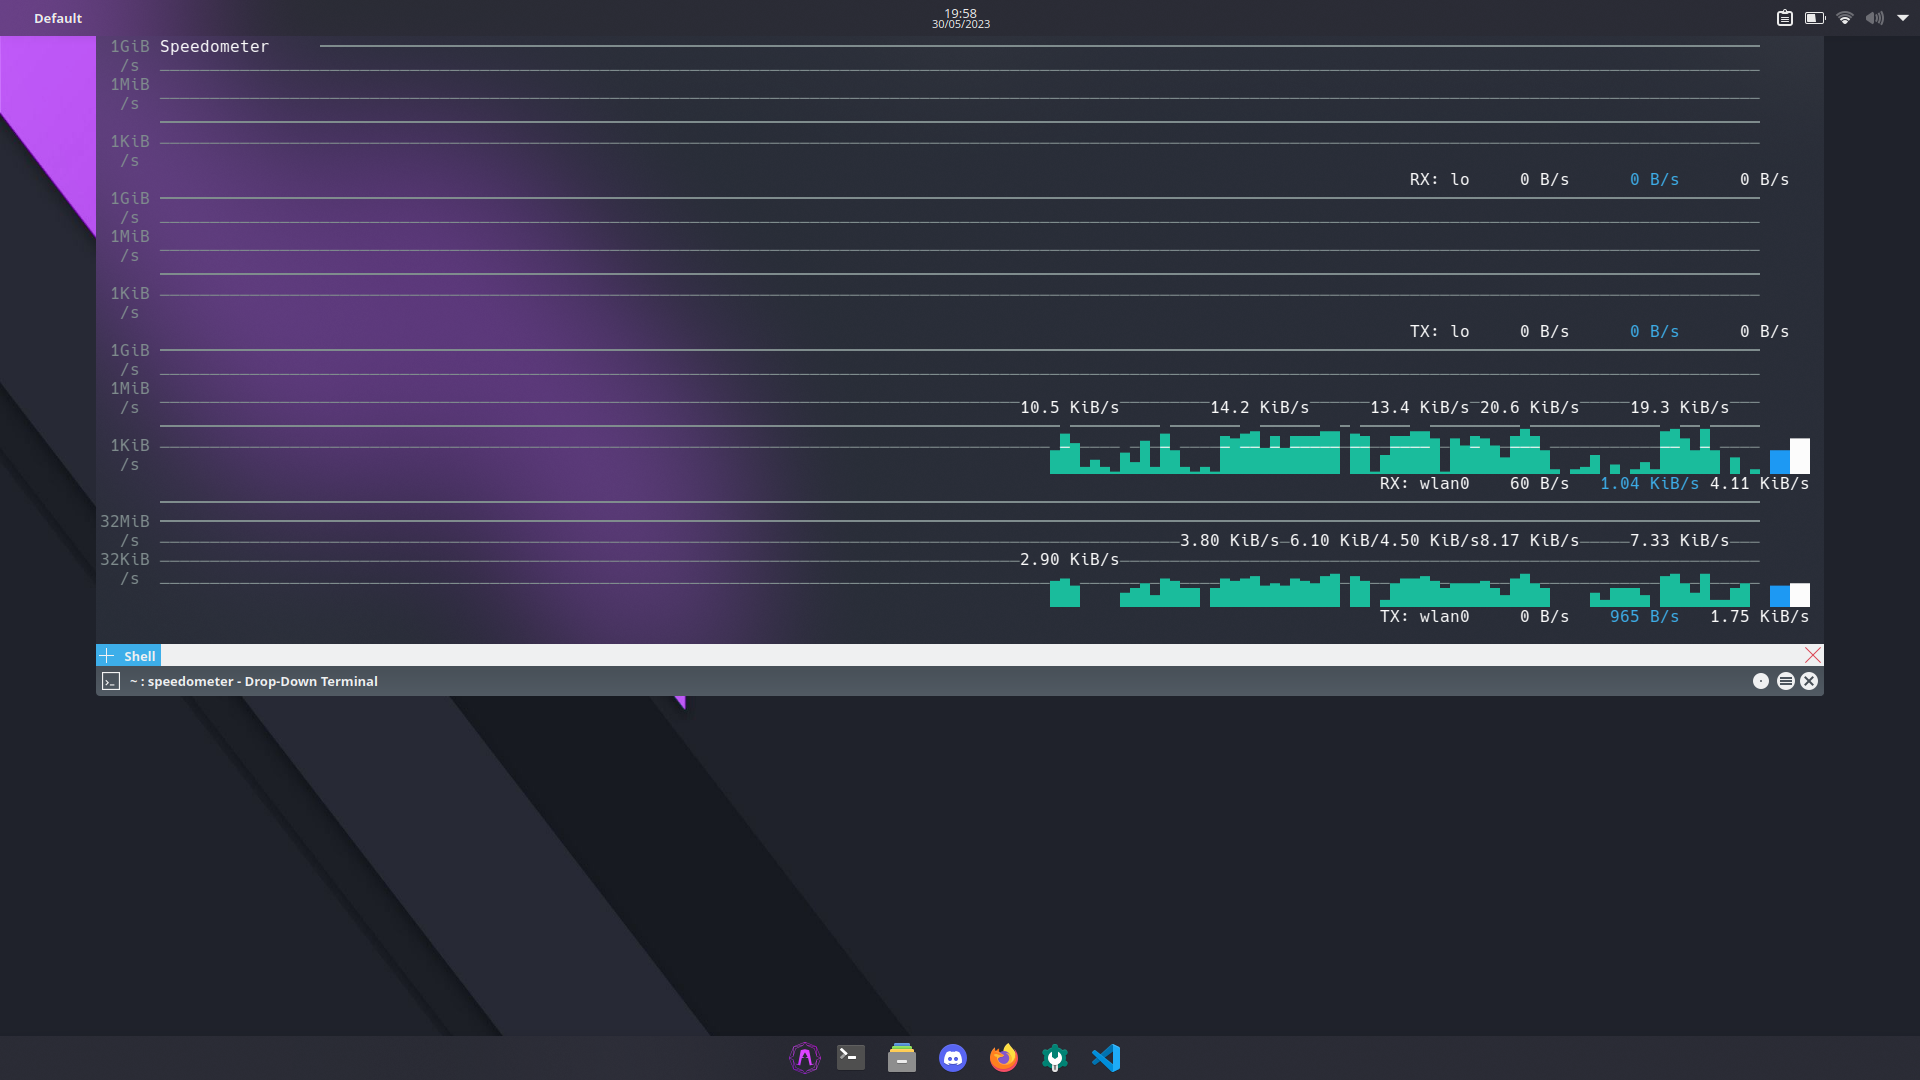 Default
19:58
30/05/2023
1GiB Speedometer
/s
1MiB
/s
1KiB
/s
RX: lo 0 B/s 0 B/s 0 B/s
1GiB
/s
1MiB
/s
1KiB
/s
TX: lo 0 B/s 0 B/s 0 B/s
1GiB
/s
1MiB
/s 10.5 KiB/s 14.2 KiB/s 13.4 KiB/s 20.6 KiB/s 19.3 KiB/s
1KiB
/s
RX: wlan0 60 B/s 1.04 KiB/s 4.11 KiB/s
32MiB
/s 3.80 KiB/s 6.10 KiB/4.50 KiB/s8.17 KiB/s 7.33 KiB/s
32KiB 2.90 KiB/s
/s
TX: wlan0 0 B/s 965 B/s 1.75 KiB/s
Shell
~ : speedometer - Drop-Down Terminal